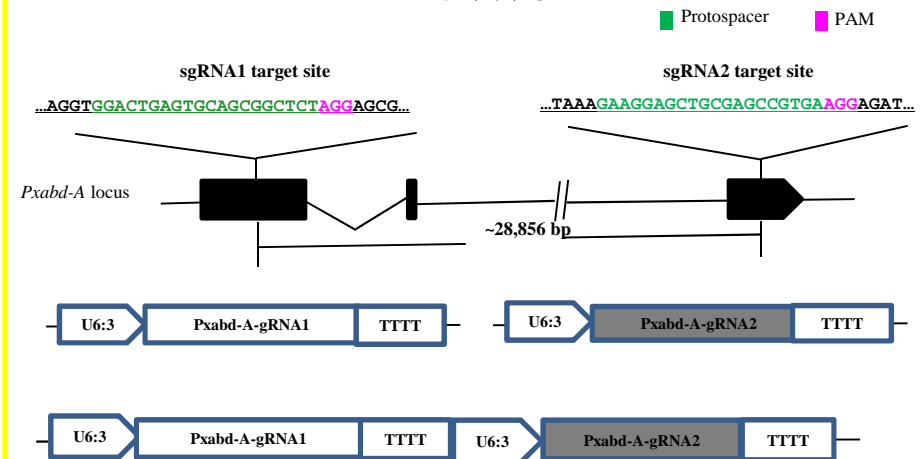 Protospacer PAM
sgRNA1 target site sgRNA2 target site
...AGGTGGACTGAGTGCAGCGGCTCTAGGAGCG... ...TAAAGAAGGAGCTGCGAGCCGTGAAGGAGAT...
Pxabd-A locus
~28,856 bp
U6:3 Pxabd-A-gRNA1 TTTT U6:3 Pxabd-A-gRNA2 TTTT
U6:3 Pxabd-A-gRNA1 TTTT U6:3 Pxabd-A-gRNA2 TTTT